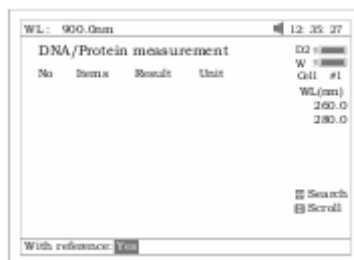 WL: 900.0nm 12: 35: 27
DNA/Protein measurement
No Items Result Unit
D2
W
Cell #1
WL(nm)
260.0
280.0
Search
Scroll
With reference: Yes